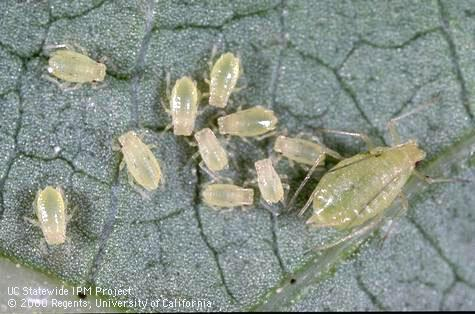 UC Statewide IPM Project
© 2000 Regents, University of California